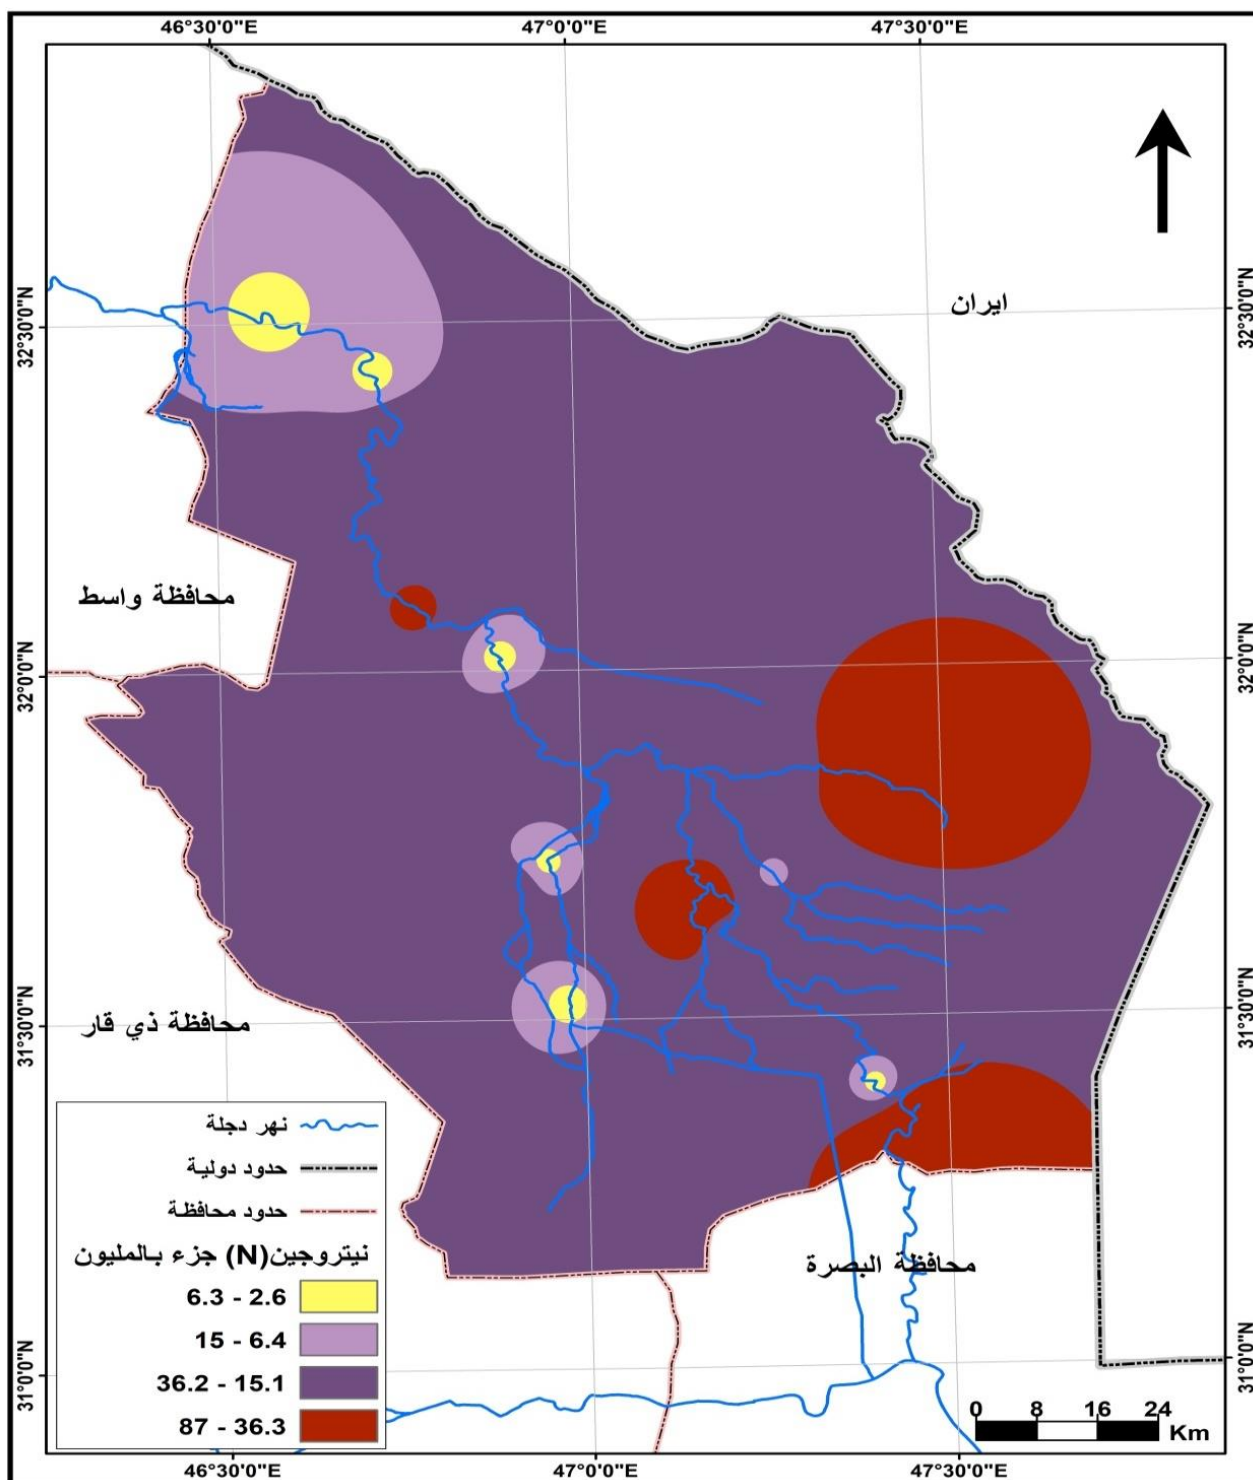 46°30'0"E 47°0'0"E 47°30'0"E
32°30'0"N
32°30'0"N
ايران
محافظة واسط
32°0'0"N
32°0'0"N
محافظة ذي قار
31°30'0"N
31°30'0"N
نهر دجلة
حدود دولية
حدود محافظة
نيتروجين(N) جزء بالمليون
6.3 - 2.6
15 - 6.4
36.2 - 15.1
87 - 36.3
محافظة البصرة
31°0'0"N
31°0'0"N
0 8 16 24
Km
46°30'0"E 47°0'0"E 47°30'0"E